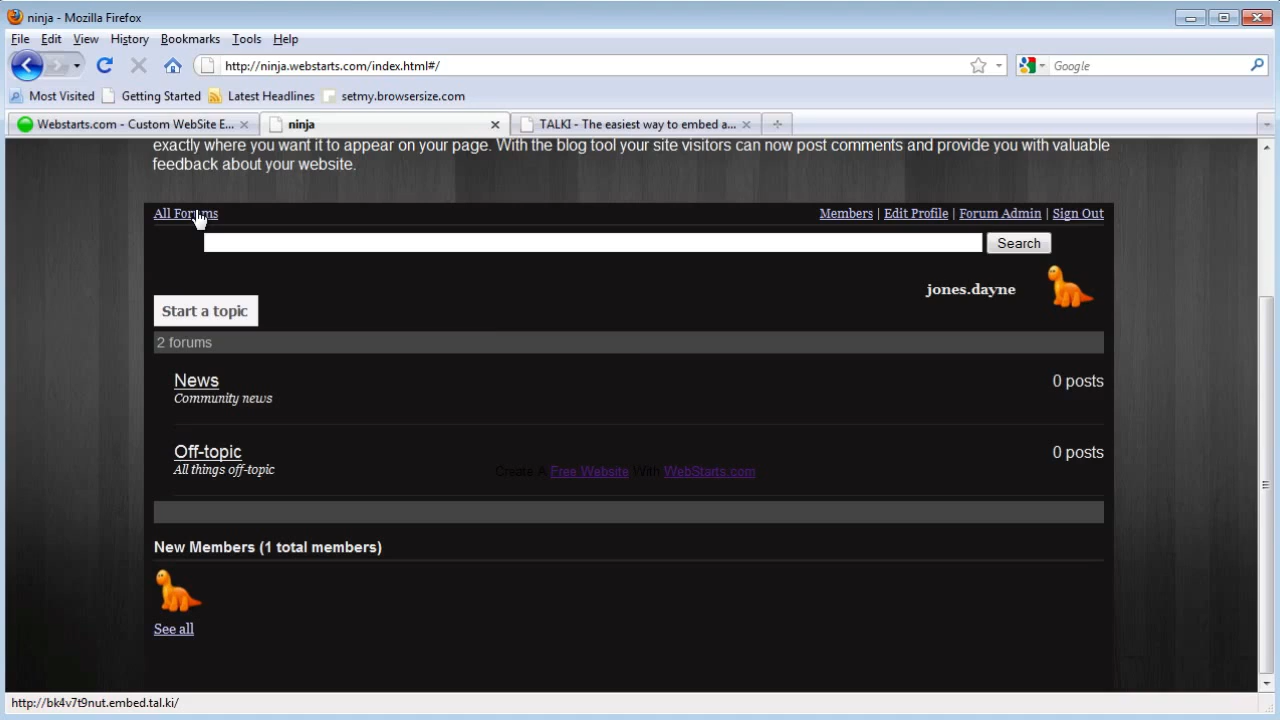 ninja - Mozilla Firefox
File Edit View History Bookmarks Tools Help
http://ninja.webstarts.com/index.html#/
Google
Most Visited Getting Started Latest Headlines setmy.browsersize.com
Webstarts.com - Custom WebSite E...
ninja
TALKI - The easiest way to embed a...
exactly where you want it to appear on your page. With the blog tool your site visitors can now post comments and provide you with valuable
feedback about your website.
All Forums
Members | Edit Profile | Forum Admin | Sign Out
Search
jones.dayne
Start a topic
2 forums
News
0 posts
Community news
Off-topic
0 posts
All things off-topic
Create A Free Website With WebStarts.com
New Members (1 total members)
See all
http://bk4v7t9nut.embed.tal.ki/